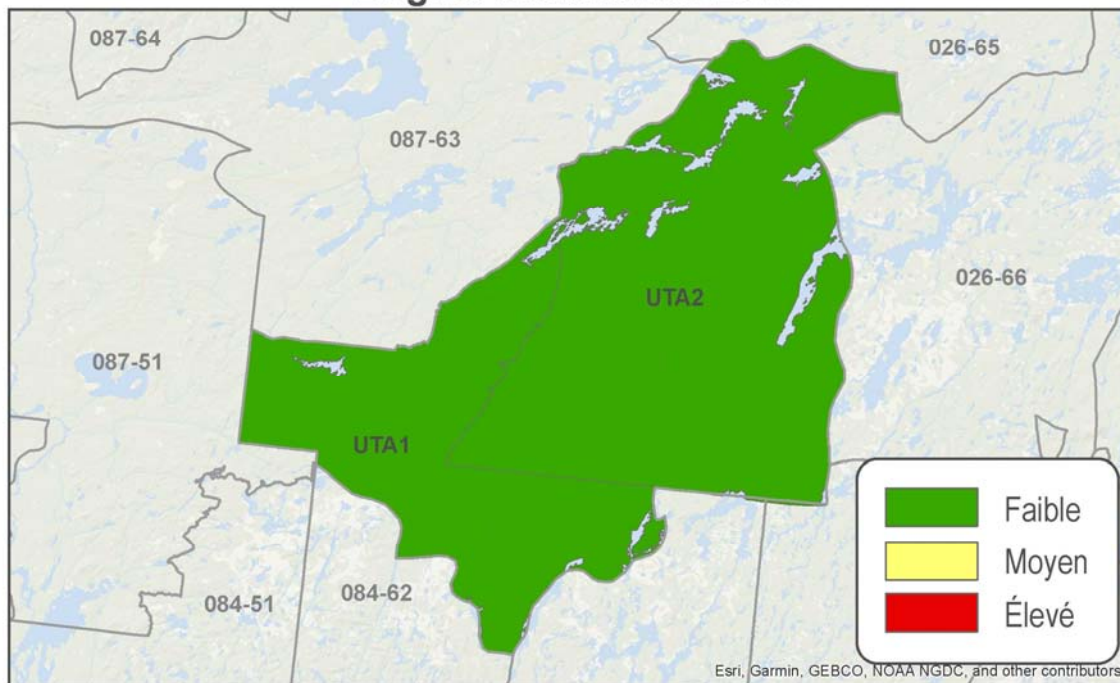 087-64
026-65
087-63
026-66
UTA2
087-51
UTA1
084-51
084-62
Faible
Moyen
Élevé
Esri, Garmin, GEBCO, NOAA NGDC, and other contributors